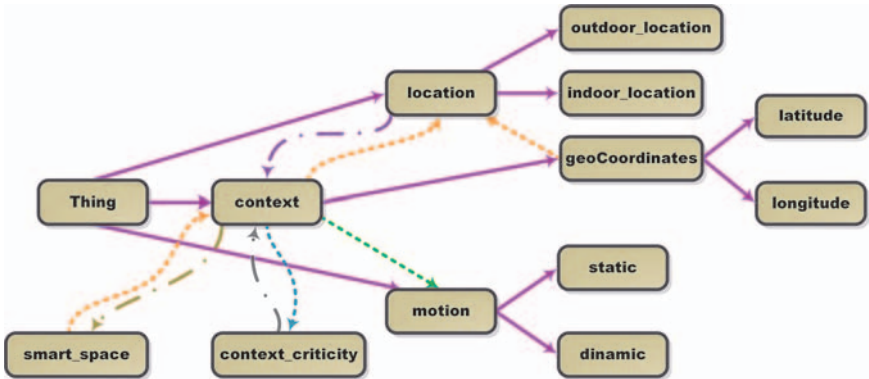 outdoor_location
location
indoor_location
latitude
geoCoordinates
Thing
context
longitude
static
motion
smart_space
context_criticity
dinamic